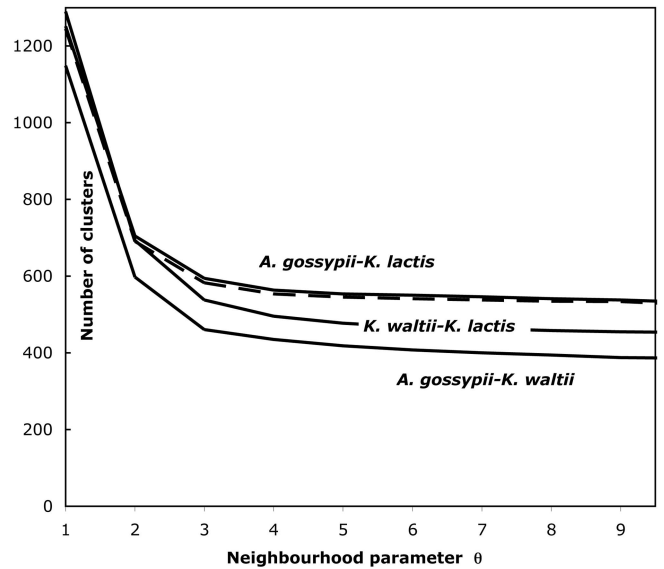 1200
1000
800
600
400
200
0
Number of clusters
A. gossypii-K. lactis
K. waltii-K. lactis
A. gossypii-K. waltii
1 2 3 4 5 6 7 8 9
Neighbourhood parameter θ